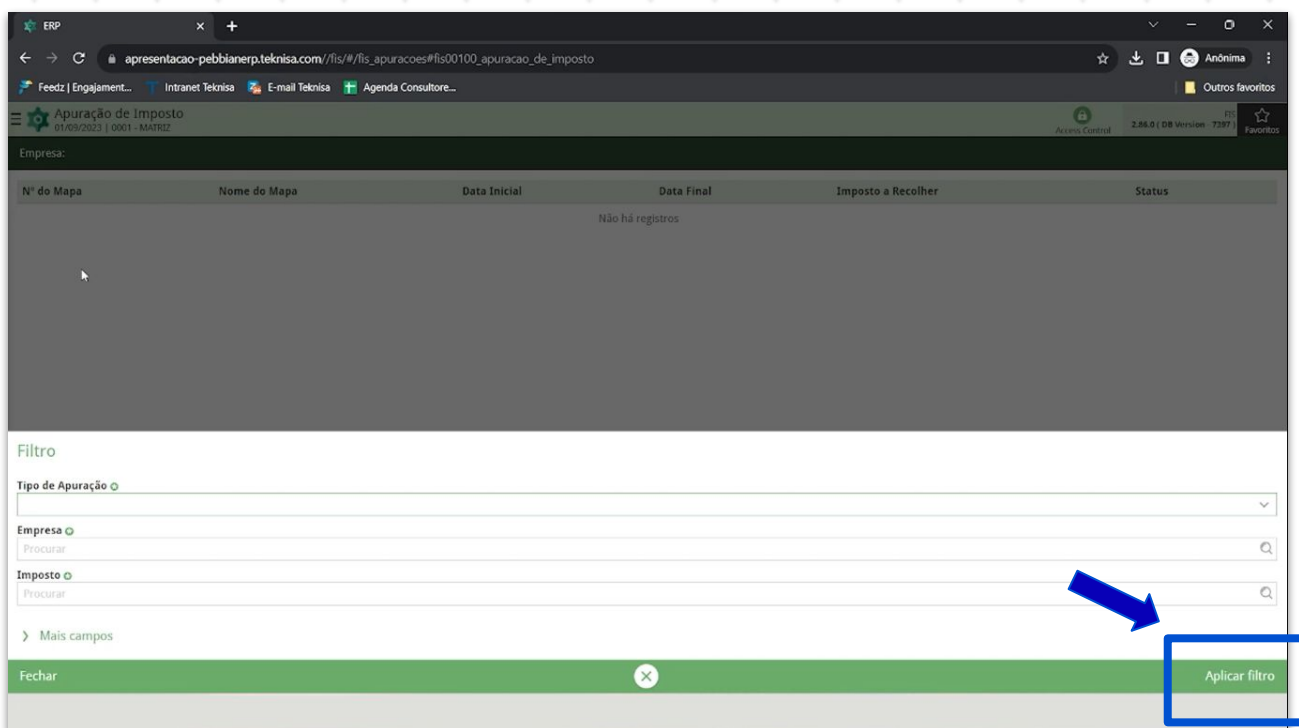 ERP
apresentacao-pebbianerp.teknisa.com//fis/#/fis_apuracoes#fis00100_apuracao_de_imposto
Anônima
Feedz | Engajament... Intranet Teknisa E-mail Teknisa Agenda Consultore... Outros favoritos
Apuração de Imposto
01/09/2023 | 0001 - MATRIZ
Access Control
FIS
2.86.0 ( DB Version - 7397 )
Favoritos
Empresa:
Nº do Mapa Nome do Mapa Data Inicial Data Final Imposto a Recolher Status
Não há registros
Filtro
Tipo de Apuração
Empresa
Procurar
Imposto
Procurar
Mais campos
Fechar Aplicar filtro